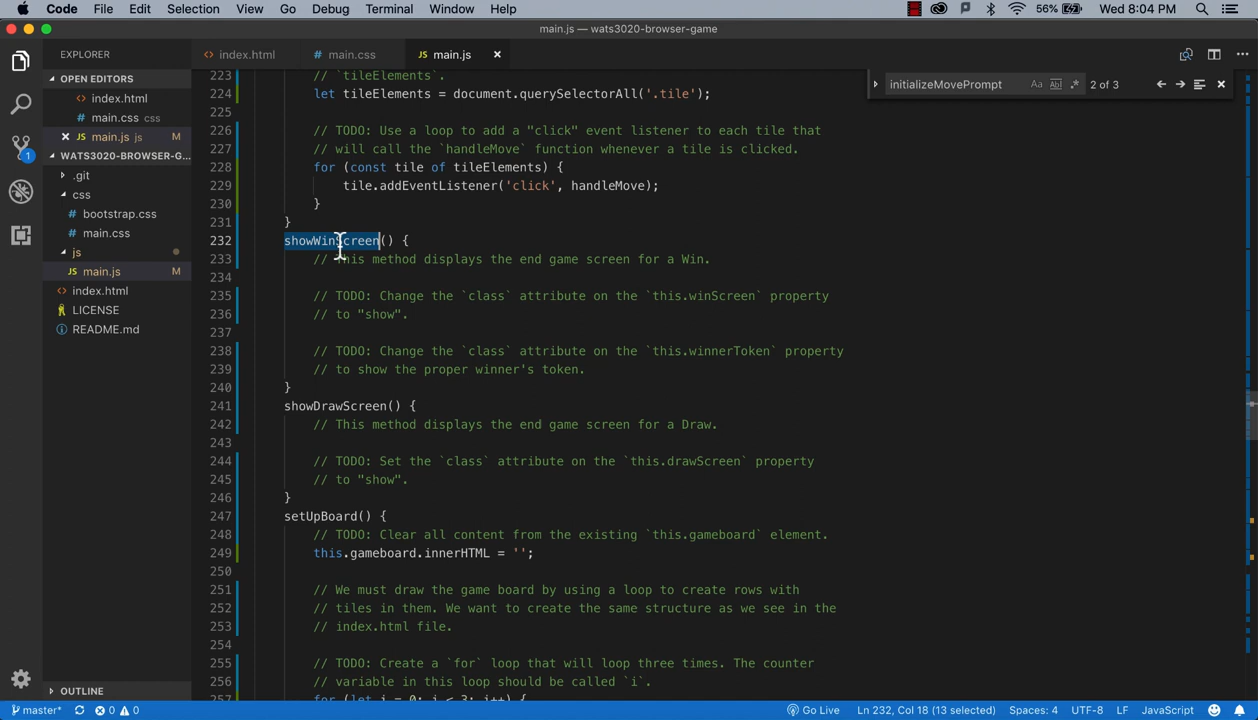 Code File Edit Selection View Go Debug Terminal Window Help 56% Wed 8:04 PM
main.js — wats3020-browser-game
EXPLORER
index.html main.css main.js
OPEN EDITORS
index.html
main.css css
main.js js M
WATS3020-BROWSER-G...
.git
css
bootstrap.css
main.css
js
main.js M
index.html
LICENSE
README.md
OUTLINE
1
initializeMovePrompt Aa Abl .* 2 of 3
223 // `tileElements`.
224 let tileElements = document.querySelectorAll('.tile');
225
226 // TODO: Use a loop to add a "click" event listener to each tile that
227 // will call the `handleMove` function whenever a tile is clicked.
228 for (const tile of tileElements) {
229 tile.addEventListener('click', handleMove);
230 }
231 }
232 showWinScreen() {
233 // This method displays the end game screen for a Win.
234
235 // TODO: Change the `class` attribute on the `this.winScreen` property
236 // to "show".
237
238 // TODO: Change the `class` attribute on the `this.winnerToken` property
239 // to show the proper winner's token.
240 }
241 showDrawScreen() {
242 // This method displays the end game screen for a Draw.
243
244 // TODO: Set the `class` attribute on the `this.drawScreen` property
245 // to "show".
246 }
247 setUpBoard() {
248 // TODO: Clear all content from the existing `this.gameboard` element.
249 this.gameboard.innerHTML = '';
250
251 // We must draw the game board by using a loop to create rows with
252 // tiles in them. We want to create the same structure as we see in the
253 // index.html file.
254
255 // TODO: Create a `for` loop that will loop three times. The counter
256 // variable in this loop should be called `i`.
257 for (let i = 0; i < 3; i++) {
master* 0 0 Go Live Ln 232, Col 18 (13 selected) Spaces: 4 UTF-8 LF JavaScript